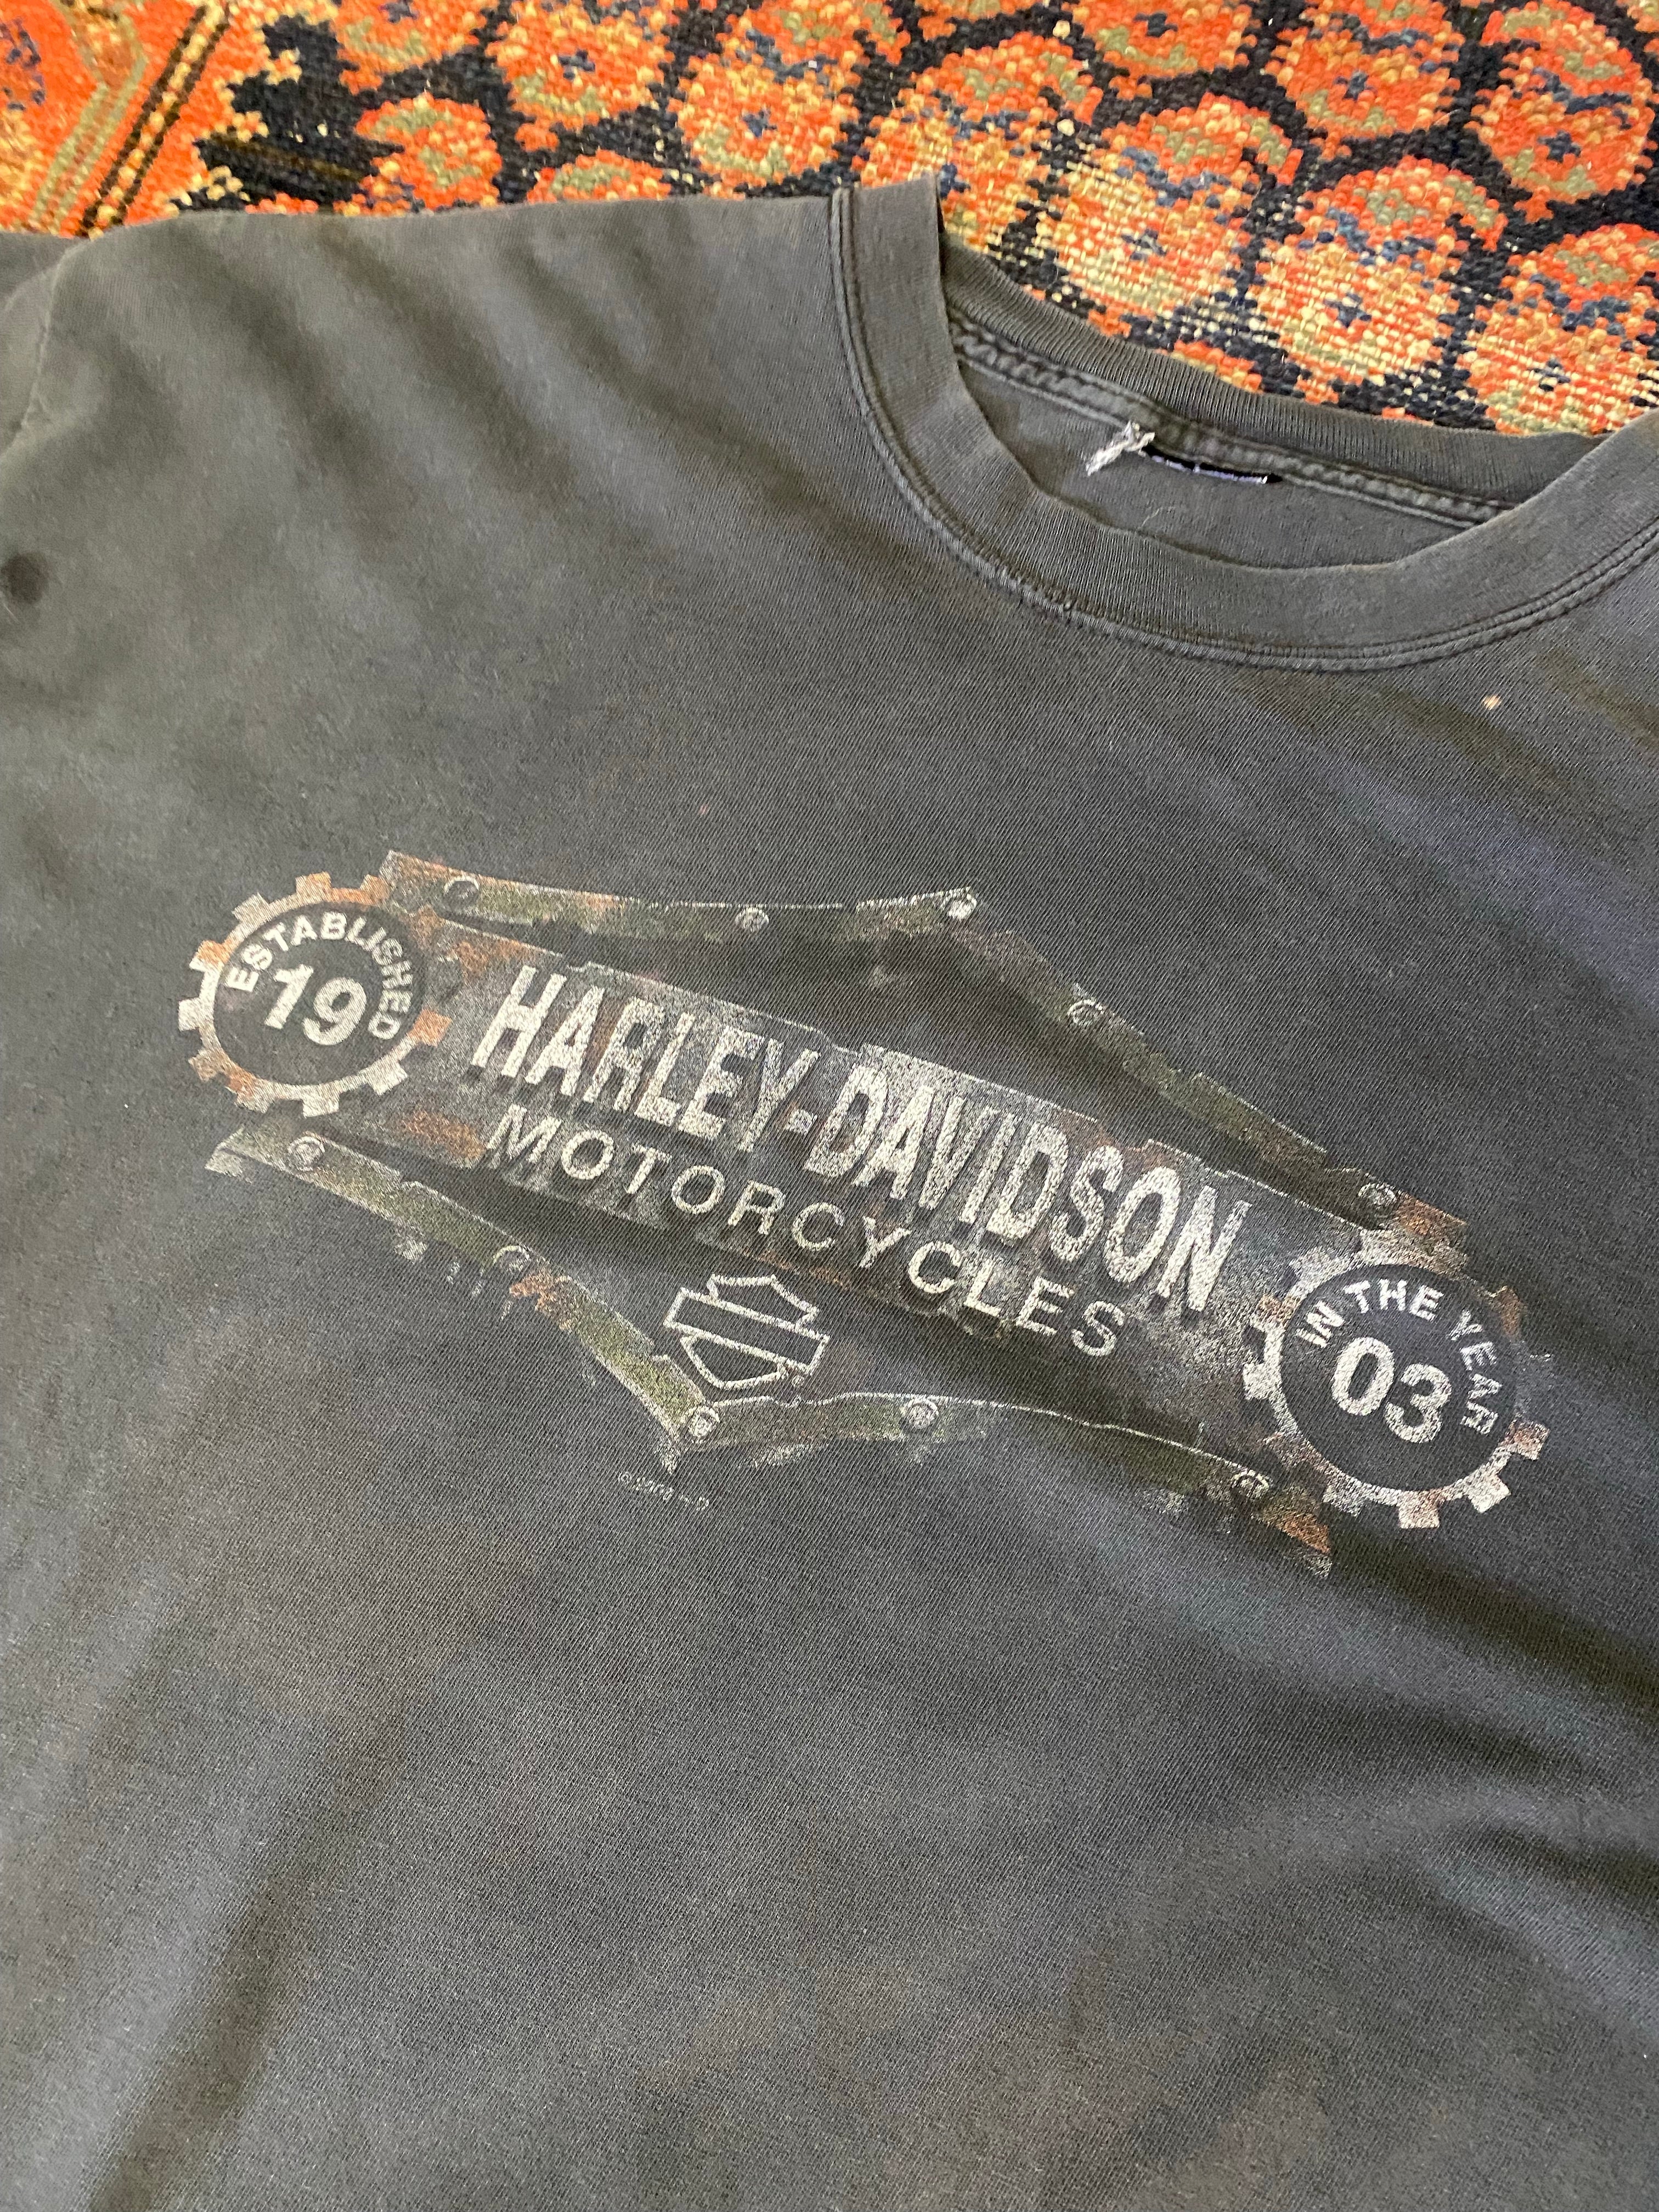 ESTABLISHED
19
HARLEY-DAVIDSON
MOTORCYCLES
IN THE YEAR
03